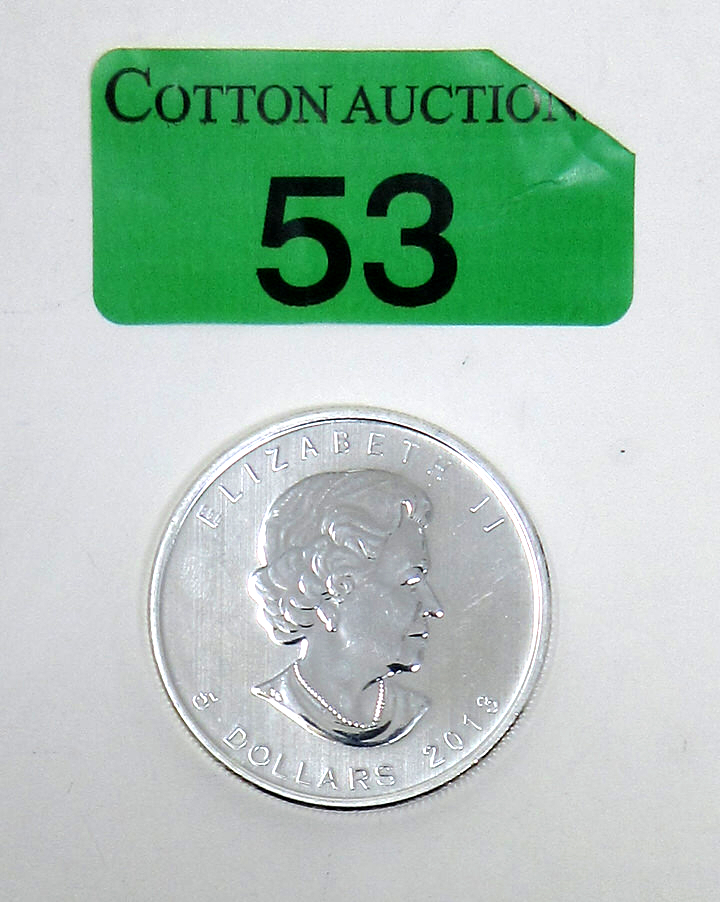 COTTON AUCTION
53
ELIZABETH II
5 DOLLARS 2013